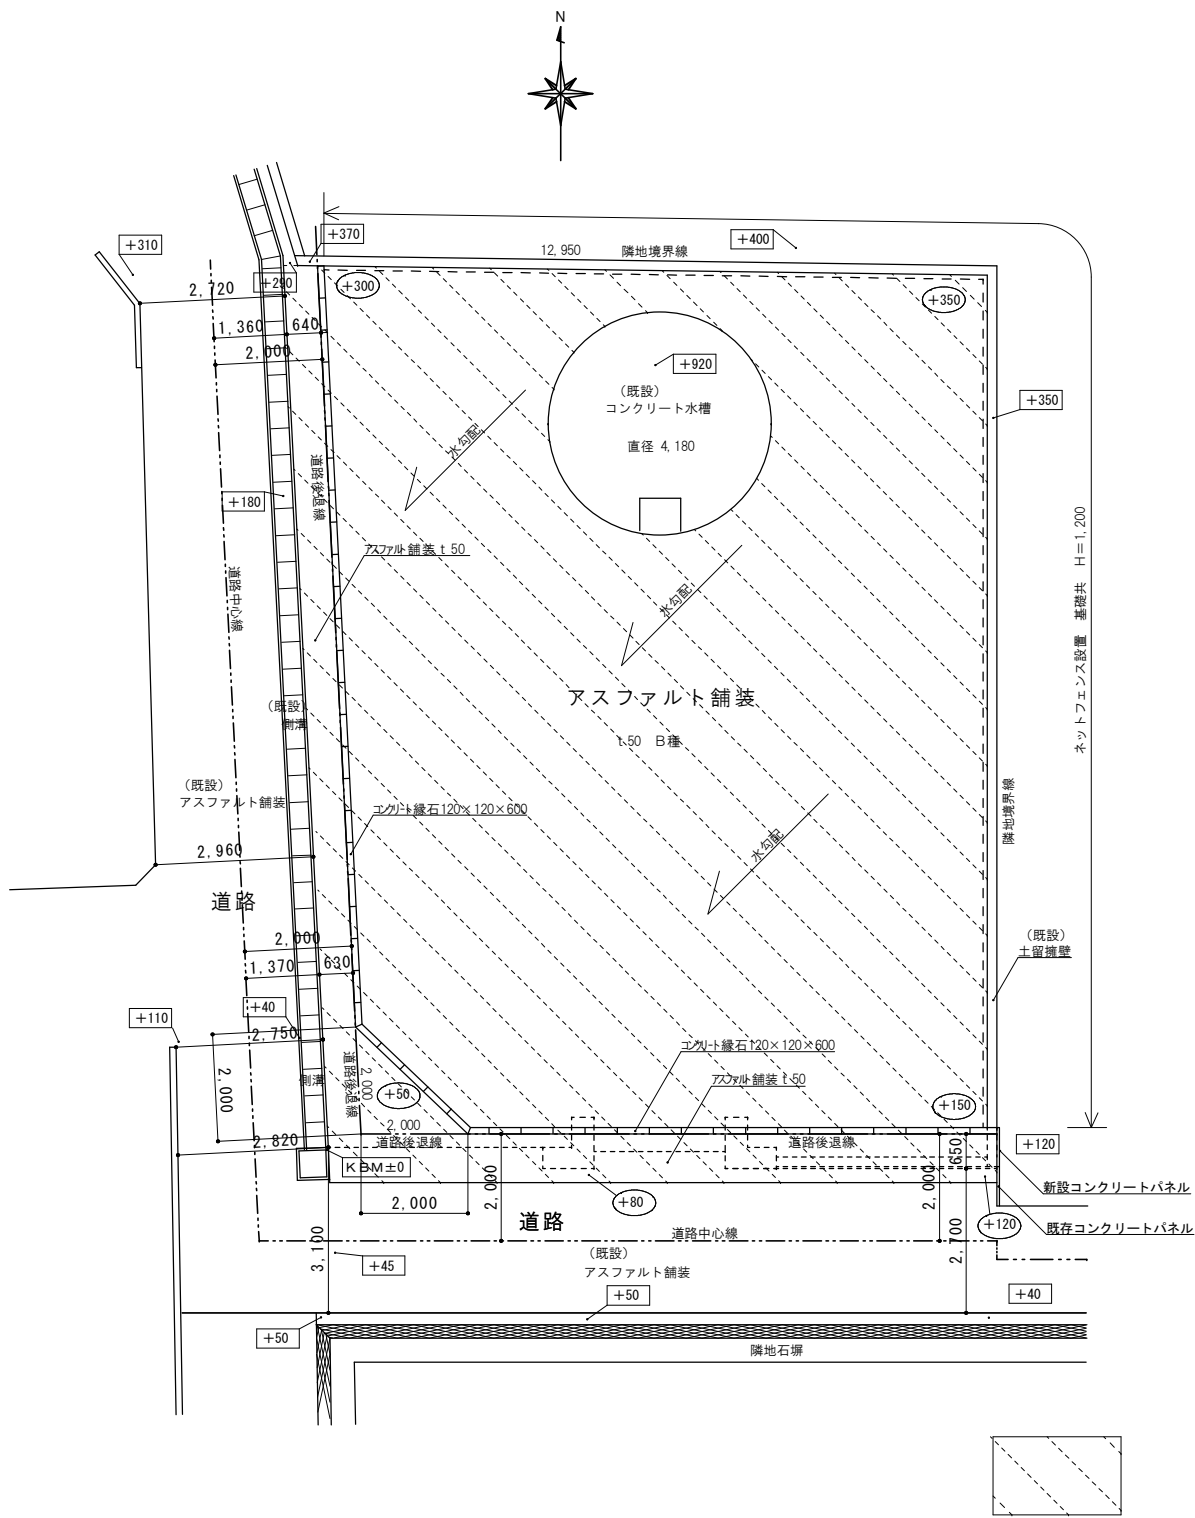 N
+310
+370
+400
12,950
隣地境界線
+290
+300
+350
2,720
1,360
640
2,000
+920
(既設)
コンクリート水槽
直径 4,180
+350
水勾配
道路後退線
+180
アスファルト舗装 t 50
ネットフェンス設置 基礎共 H=1,200
道路中心線
水勾配
アスファルト舗装
t 50 B種
(既設)
側溝
(既設)
アスファルト舗装
コンクリート縁石120×120×600
隣地境界線
水勾配
2,960
道路
2,000
1,370
630
(既設)
土留擁壁
+40
+110
2,750
コンクリート縁石120×120×600
側溝
道路後退線
2,000
2,000
+50
アスファルト舗装 t 50
+150
2,000
道路後退線
道路後退線
+120
2,820
KBM±0
650
2,000
2,000
2,000
新設コンクリートパネル
+80
道路
+120
既存コンクリートパネル
道路中心線
3,100
2,700
(既設)
アスファルト舗装
+45
+50
+40
+50
隣地石塀